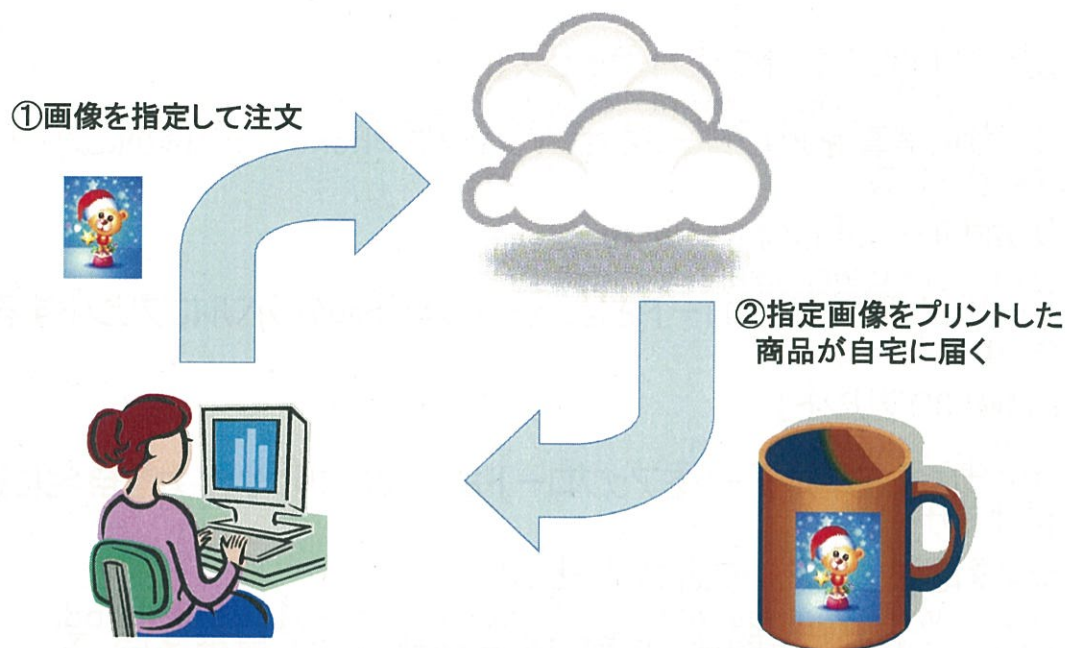 ①画像を指定して注文
②指定画像をプリントした
商品が自宅に届く